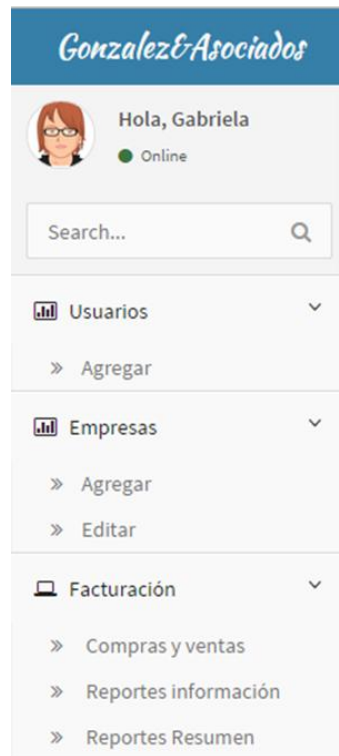 Gonzalez&Asociados
Hola, Gabriela
Online
Search...
Usuarios
Agregar
Empresas
Agregar
Editar
Facturación
Compras y ventas
Reportes información
Reportes Resumen